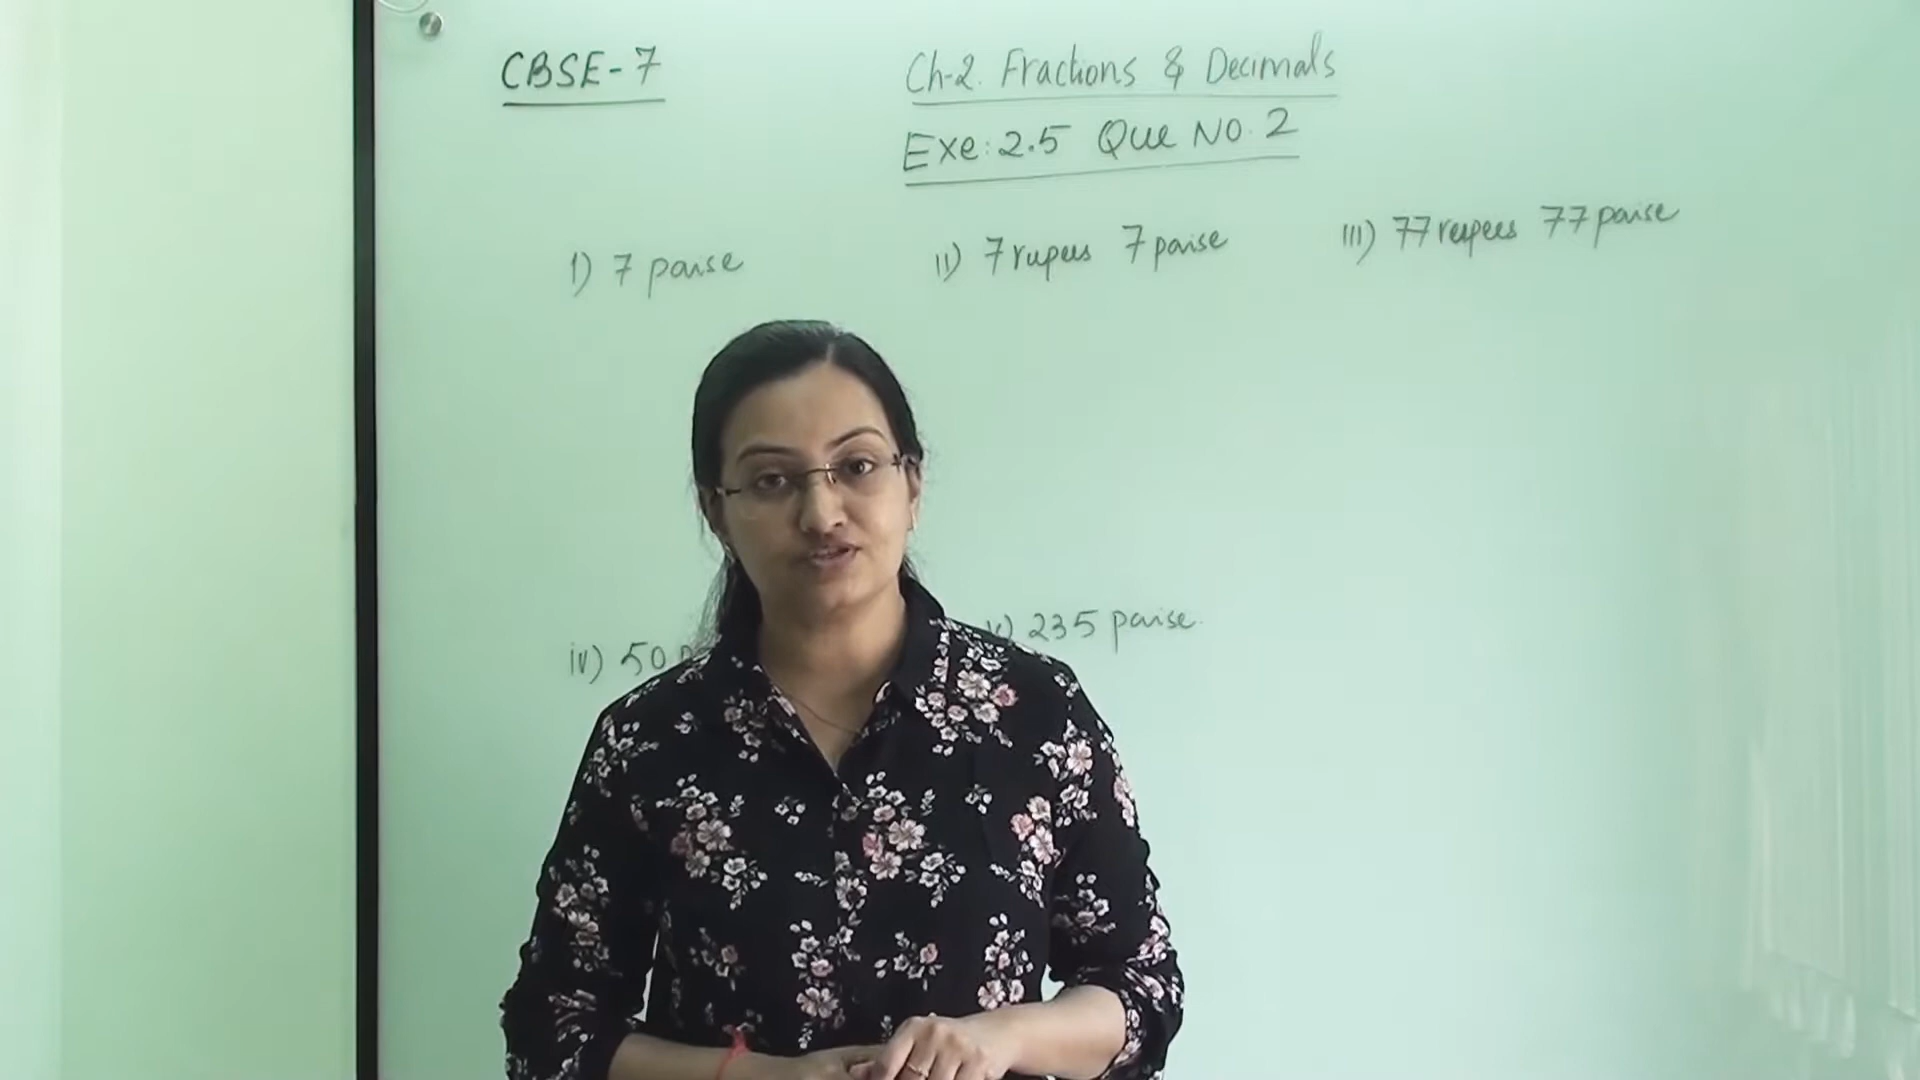 CBSE-7
Ch-2. Fractions & Decimals
Exe: 2.5 Que No. 2
i) 7 paise
ii) 7 rupees 7 paise
iii) 77 rupees 77 paise
iv) 50
v) 235 paise.